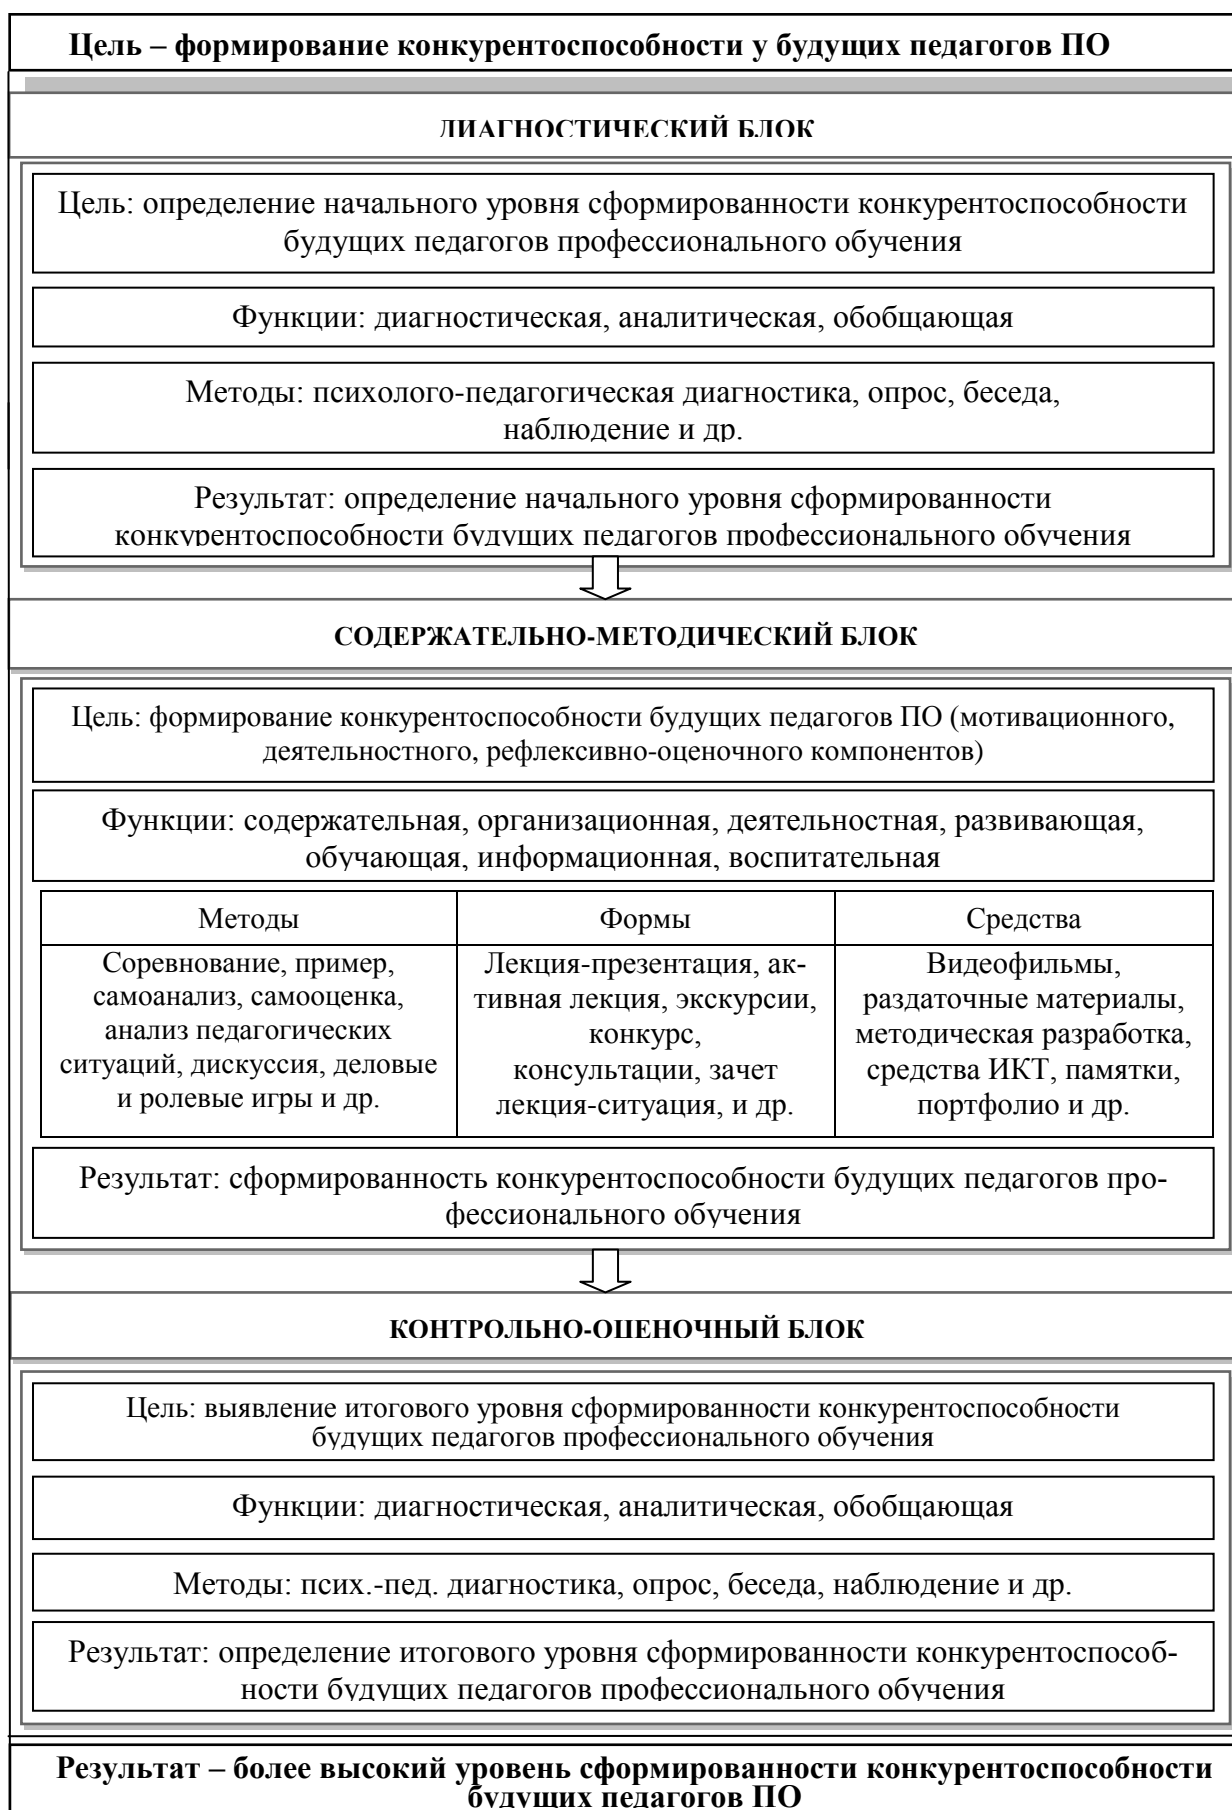 Цель – формирование конкурентоспособности у будущих педагогов ПО
ДИАГНОСТИЧЕСКИЙ БЛОК
Цель: определение начального уровня сформированности конкурентоспособности
будущих педагогов профессионального обучения
Функции: диагностическая, аналитическая, обобщающая
Методы: психолого-педагогическая диагностика, опрос, беседа,
наблюдение и др.
Результат: определение начального уровня сформированности
конкурентоспособности будущих педагогов профессионального обучения
СОДЕРЖАТЕЛЬНО-МЕТОДИЧЕСКИЙ БЛОК
Цель: формирование конкурентоспособности будущих педагогов ПО (мотивационного,
деятельностного, рефлексивно-оценочного компонентов)
Функции: содержательная, организационная, деятельностная, развивающая,
обучающая, информационная, воспитательная
Методы
Соревнование, пример,
самоанализ, самооценка,
анализ педагогических
ситуаций, дискуссия, деловые
и ролевые игры и др.
Формы
Лекция-презентация, ак-
тивная лекция, экскурсии,
конкурс,
консультации, зачет
лекция-ситуация, и др.
Средства
Видеофильмы,
раздаточные материалы,
методическая разработка,
средства ИКТ, памятки,
портфолио и др.
Результат: сформированность конкурентоспособности будущих педагогов про-
фессионального обучения
КОНТРОЛЬНО-ОЦЕНОЧНЫЙ БЛОК
Цель: выявление итогового уровня сформированности конкурентоспособности
будущих педагогов профессионального обучения
Функции: диагностическая, аналитическая, обобщающая
Методы: псих.-пед. диагностика, опрос, беседа, наблюдение и др.
Результат: определение итогового уровня сформированности конкурентоспособ-
ности будущих педагогов профессионального обучения
Результат – более высокий уровень сформированности конкурентоспособности
будущих педагогов ПО